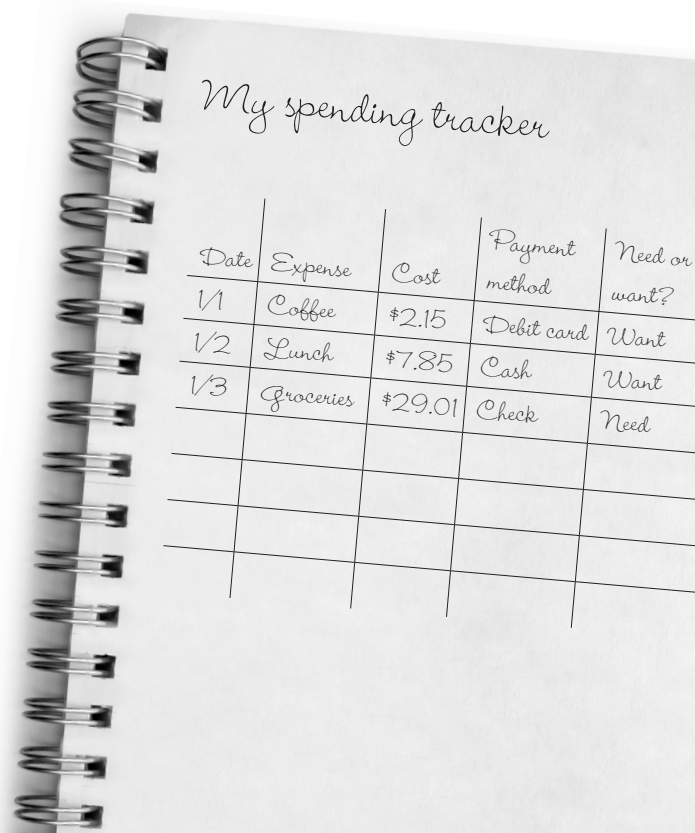 My spending tracker
Date Expense Cost Payment method Need or want?
1/1 Coffee $2.15 Debit card Want
1/2 Lunch $7.85 Cash Want
1/3 Groceries $29.01 Check Need